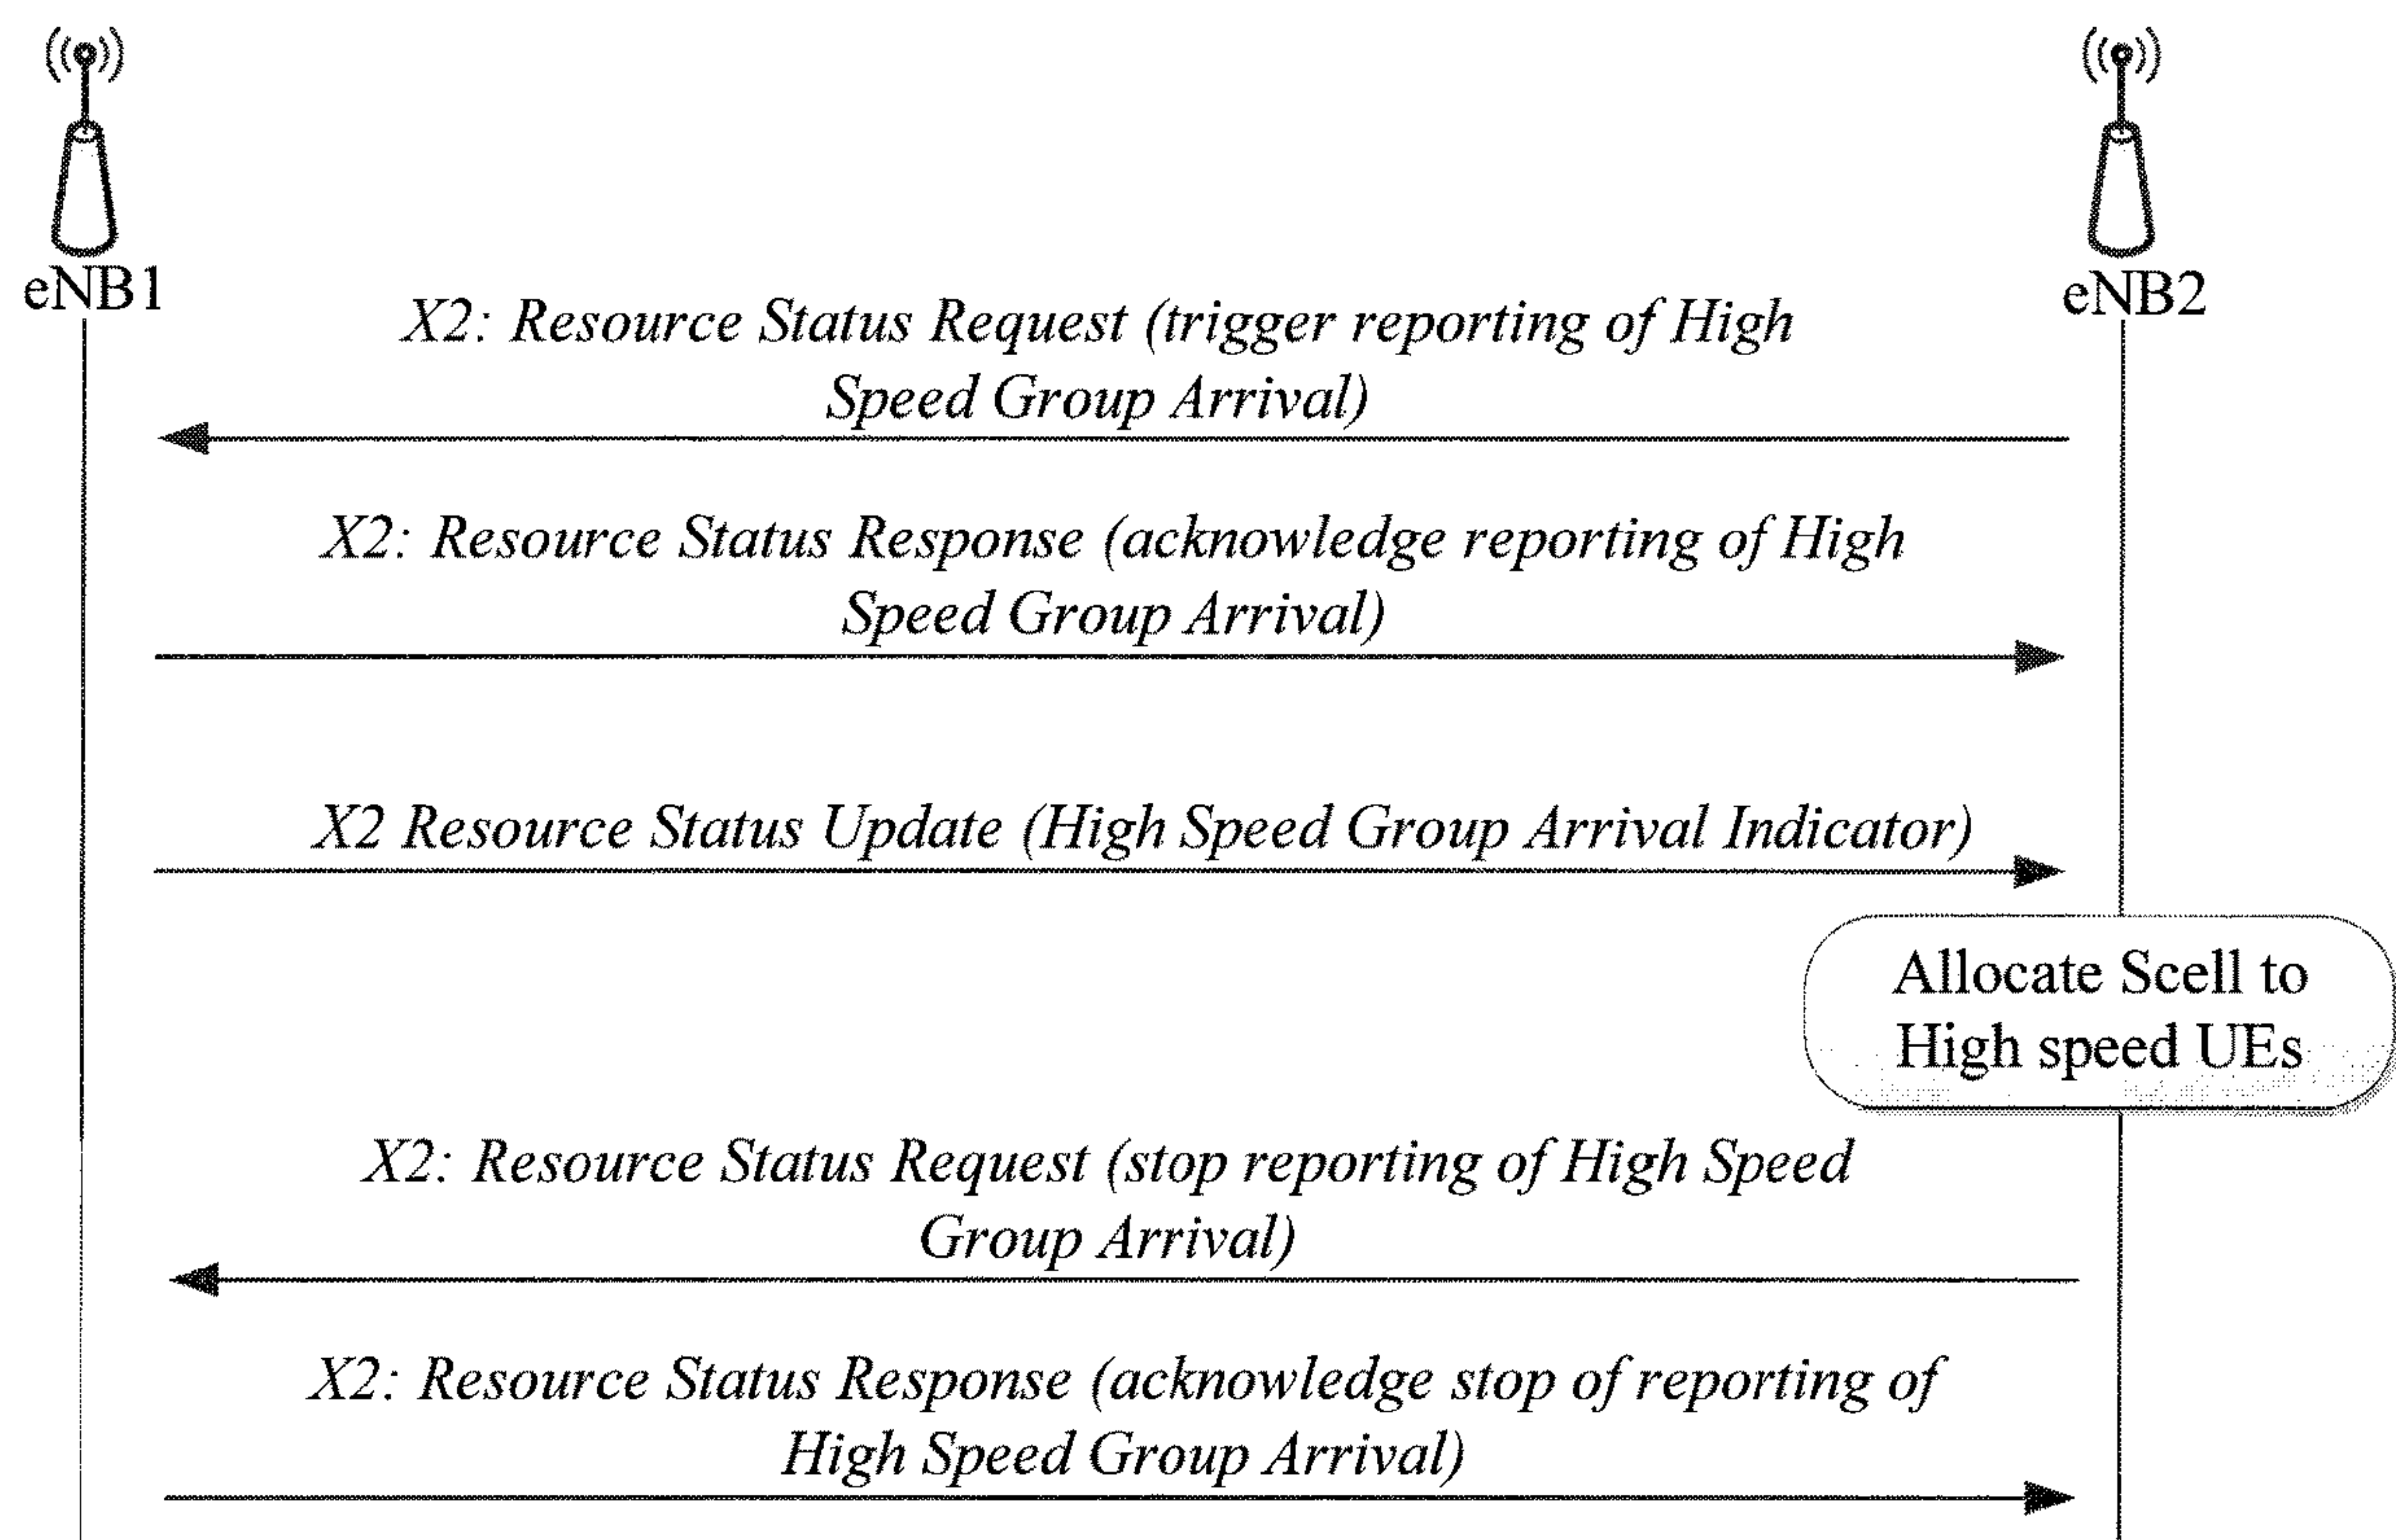 eNB1
eNB2
X2: Resource Status Request (trigger reporting of High
Speed Group Arrival)
X2: Resource Status Response (acknowledge reporting of High
Speed Group Arrival)
X2 Resource Status Update (High Speed Group Arrival Indicator)
Allocate Scell to
High speed UEs
X2: Resource Status Request (stop reporting of High Speed
Group Arrival)
X2: Resource Status Response (acknowledge stop of reporting of
High Speed Group Arrival)